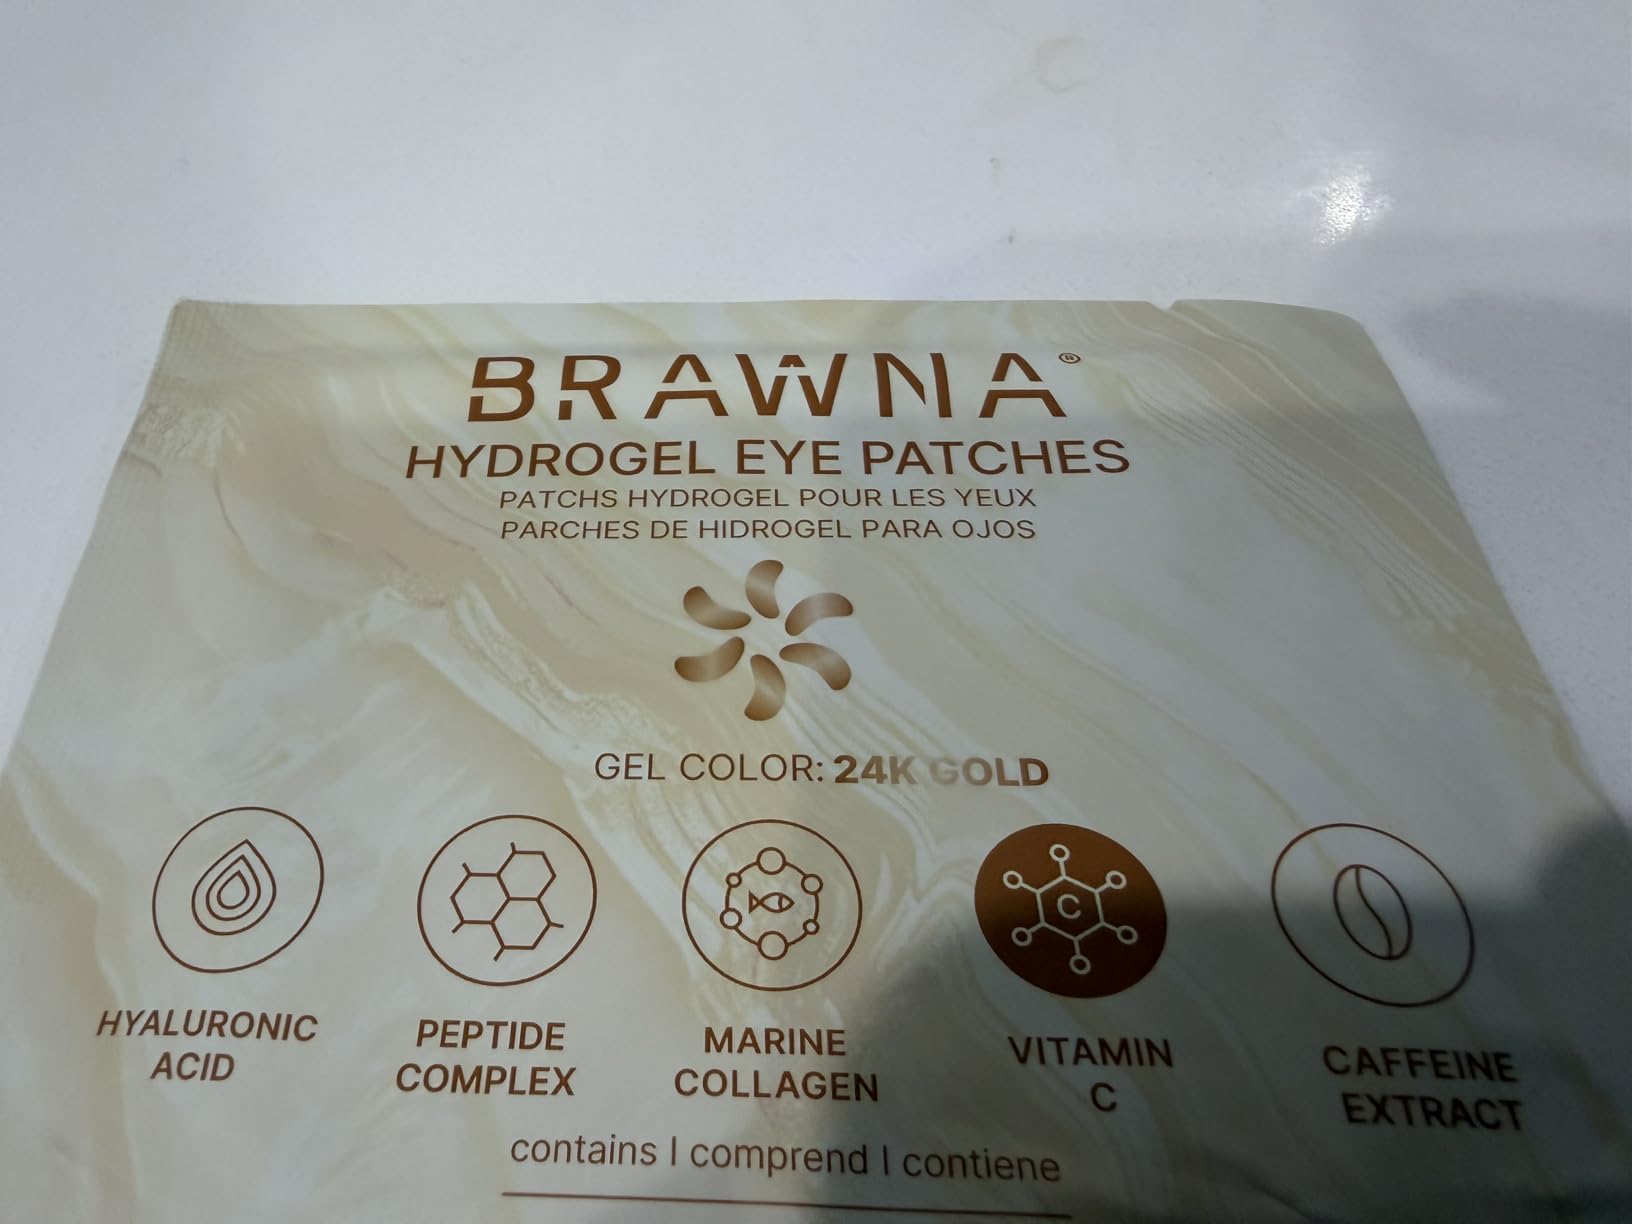 BRAWNA®
HYDROGEL EYE PATCHES
PATCHS HYDROGEL POUR LES YEUX
PARCHES DE HIDROGEL PARA OJOS
GEL COLOR: 24K GOLD
C
HYALURONIC
ACID
PEPTIDE
COMPLEX
MARINE
COLLAGEN
VITAMIN
C
CAFFEINE
EXTRACT
contains | comprend | contiene